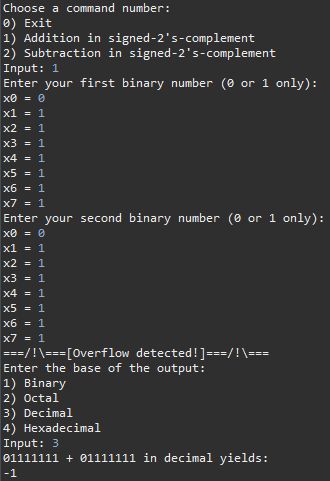 Choose a command number:
0) Exit
1) Addition in signed-2's-complement
2) Subtraction in signed-2's-complement
Input: 1
Enter your first binary number (0 or 1 only):
x0 = 0
x1 = 1
x2 = 1
x3 = 1
x4 = 1
x5 = 1
x6 = 1
x7 = 1
Enter your second binary number (0 or 1 only):
x0 = 0
x1 = 1
x2 = 1
x3 = 1
x4 = 1
x5 = 1
x6 = 1
x7 = 1
===/!\===[Overflow detected!]===/!\===
Enter the base of the output:
1) Binary
2) Octal
3) Decimal
4) Hexadecimal
Input: 3
01111111 + 01111111 in decimal yields:
-1